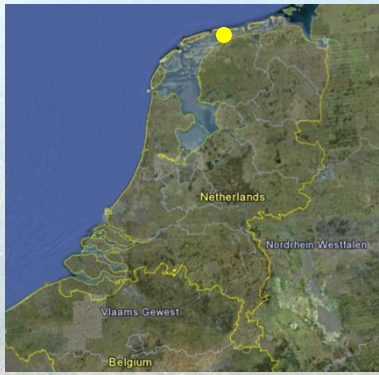 Netherlands
Nordrhein-Westfalen
Vlaams Gewest
Belgium